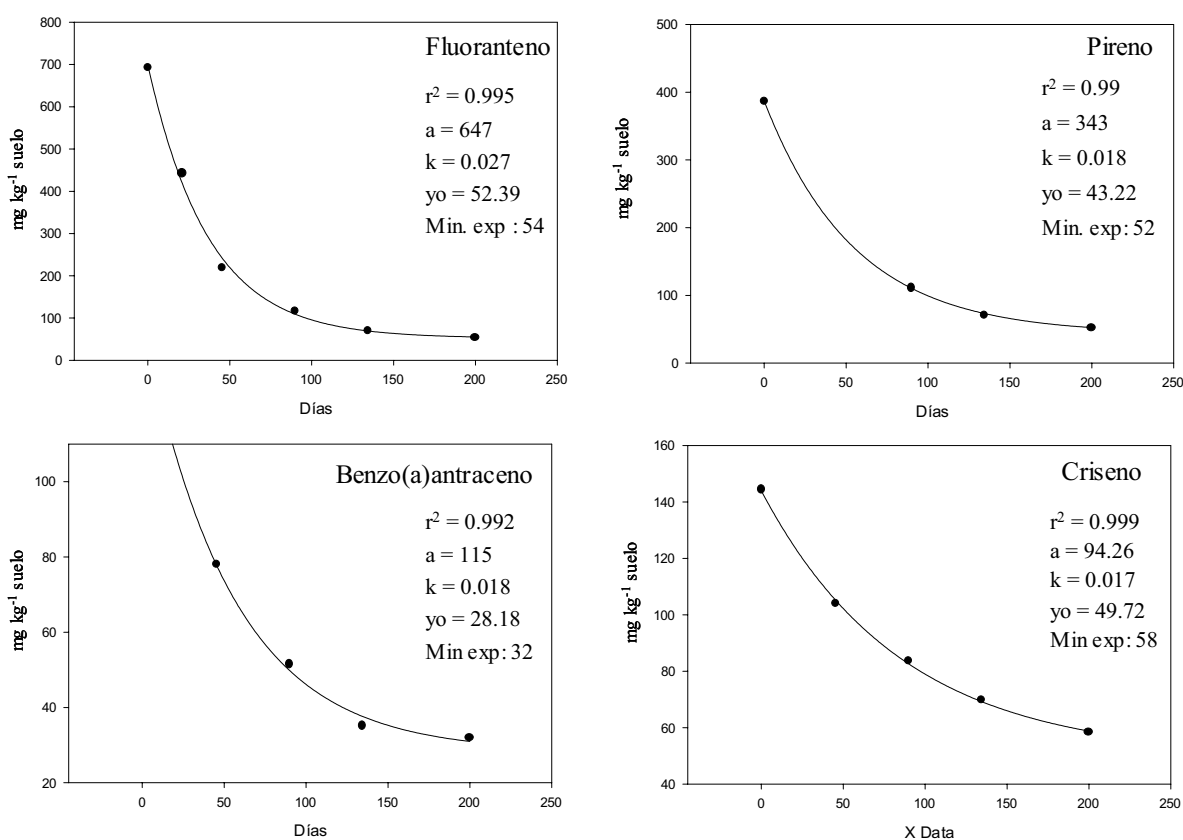 Fluoranteno
r² = 0.995
a = 647
k = 0.027
yo = 52.39
Min. exp : 54
mg kg⁻¹ suelo
800
700
600
500
400
300
200
100
0
0 50 100 150 200 250
Días
Pireno
r² = 0.99
a = 343
k = 0.018
yo = 43.22
Min. exp: 52
mg kg⁻¹ suelo
500
400
300
200
100
0
0 50 100 150 200 250
Días
Benzo(a)antraceno
r² = 0.992
a = 115
k = 0.018
yo = 28.18
Min exp: 32
mg kg⁻¹ suelo
100
80
60
40
20
0 50 100 150 200 250
Días
Criseno
r² = 0.999
a = 94.26
k = 0.017
yo = 49.72
Min exp: 58
mg kg⁻¹ suelo
160
140
120
100
80
60
40
0 50 100 150 200 250
X Data